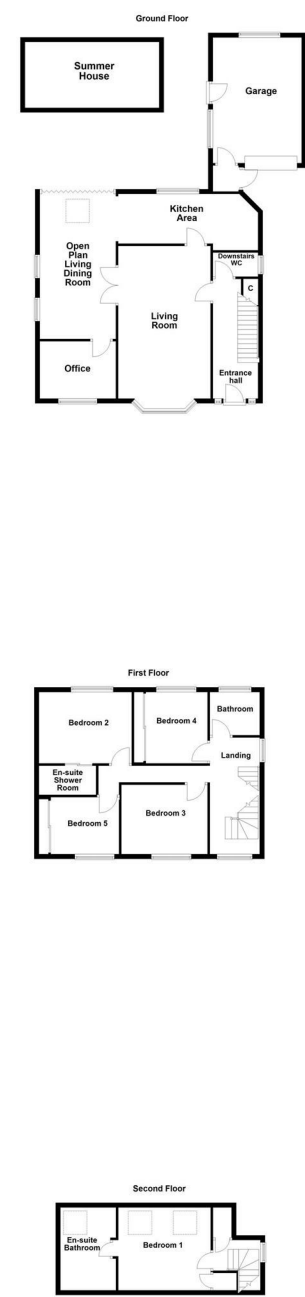 Ground Floor
Summer
House
Garage
Kitchen
Area
Open
Plan
Living
Dining
Room
Downstairs
WC
C
Living
Room
Office
Entrance
hall
First Floor
Bedroom 2
Bedroom 4
Bathroom
Landing
En-suite
Shower
Room
Bedroom 5
Bedroom 3
Second Floor
En-suite
Bathroom
Bedroom 1